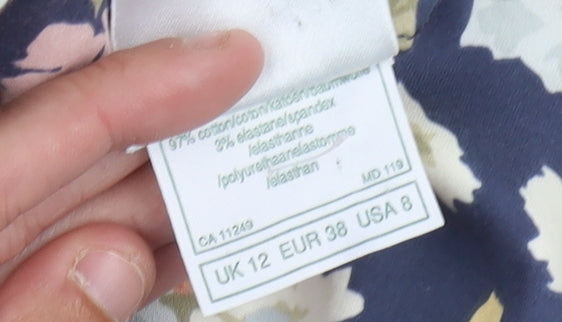 97% cotton/coton/katoen/baumwolle
3% elastane/spandex
/elasthanne
/polyurethaanelastomme
/elasthan
CA 11249 MD 119
UK 12 EUR 38 USA 8